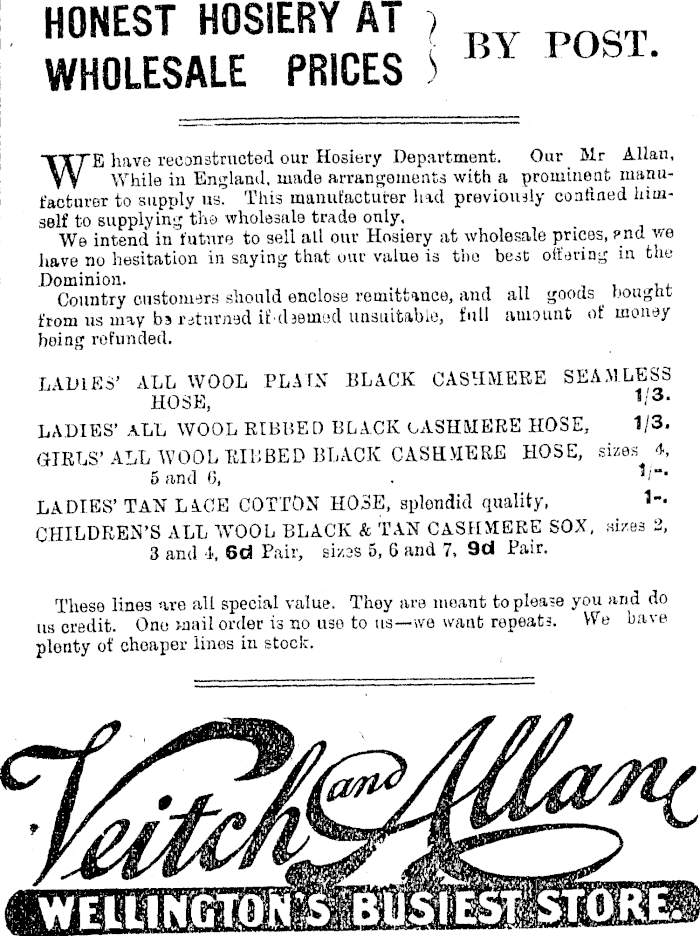 HONEST HOSIERY AT
WHOLESALE PRICES } BY POST.
WE have reconstructed our Hosiery Department. Our Mr Allan,
While in England, made arrangements with a prominent manu-
facturer to supply us. This manufacturer had previously confined him-
self to supplying the wholesale trade only,
We intend in future to sell all our Hosiery at wholesale prices, and we
have no hesitation in saying that our value is the best offering in the
Dominion.
Country customers should enclose remittance, and all goods bought
from us may be returned if deemed unsuitable, full amount of money
being refunded.
LADIES' ALL WOOL PLAIN BLACK CASHMERE SEAMLESS
HOSE, 1/3.
LADIES' ALL WOOL RIBBED BLACK CASHMERE HOSE, 1/3.
GIRLS' ALL WOOL RIBBED BLACK CASHMERE HOSE, sizes 4,
5 and 6, 1/-.
LADIES' TAN LACE COTTON HOSE, splendid quality, 1-.
CHILDREN'S ALL WOOL BLACK & TAN CASHMERE SOX, sizes 2,
3 and 4, 6d Pair, sizes 5, 6 and 7, 9d Pair.
These lines are all special value. They are meant to please you and do
us credit. One mail order is no use to us—we want repeats. We have
plenty of cheaper lines in stock.
Veitch and Allan
WELLINGTON'S BUSIEST STORE.